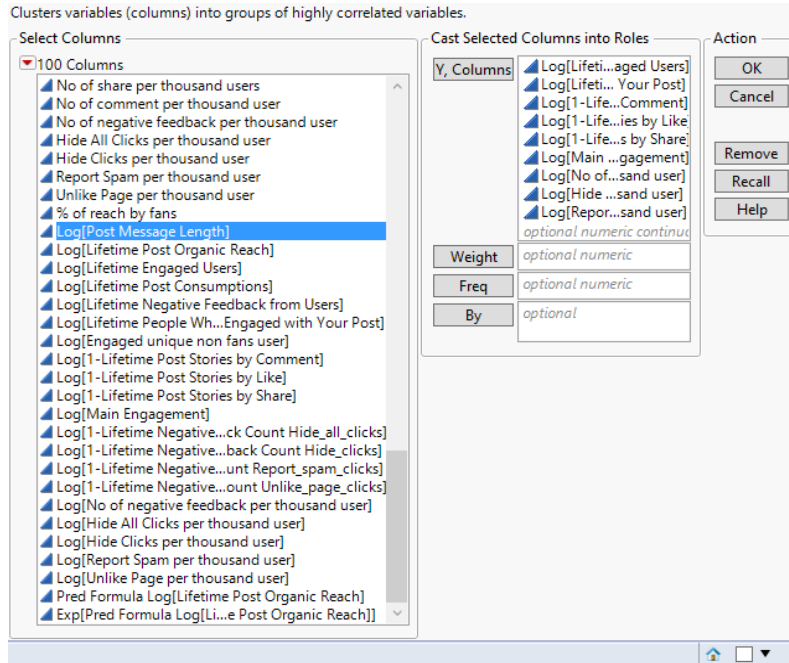 Clusters variables (columns) into groups of highly correlated variables.
Select Columns
100 Columns
No of share per thousand users
No of comment per thousand user
No of negative feedback per thousand user
Hide All Clicks per thousand user
Hide Clicks per thousand user
Report Spam per thousand user
Unlike Page per thousand user
% of reach by fans
Log[Post Message Length]
Log[Lifetime Post Organic Reach]
Log[Lifetime Engaged Users]
Log[Lifetime Post Consumptions]
Log[Lifetime Negative Feedback from Users]
Log[Lifetime People Wh...Engaged with Your Post]
Log[Engaged unique non fans user]
Log[1-Lifetime Post Stories by Comment]
Log[1-Lifetime Post Stories by Like]
Log[1-Lifetime Post Stories by Share]
Log[Main Engagement]
Log[1-Lifetime Negative...ck Count Hide_all_clicks]
Log[1-Lifetime Negative...back Count Hide_clicks]
Log[1-Lifetime Negative...unt Report_spam_clicks]
Log[1-Lifetime Negative...ount Unlike_page_clicks]
Log[No of negative feedback per thousand user]
Log[Hide All Clicks per thousand user]
Log[Hide Clicks per thousand user]
Log[Report Spam per thousand user]
Log[Unlike Page per thousand user]
Pred Formula Log[Lifetime Post Organic Reach]
Exp[Pred Formula Log[Li...e Post Organic Reach]]
Cast Selected Columns into Roles
Y, Columns
Log[Lifeti...aged Users]
Log[Lifeti... Your Post]
Log[1-Life...Comment]
Log[1-Life...ies by Like]
Log[1-Life...s by Share]
Log[Main ...gagement]
Log[No of...sand user]
Log[Hide ...sand user]
Log[Repor...sand user]
optional numeric continuo
Weight optional numeric
Freq optional numeric
By optional
Action
OK
Cancel
Remove
Recall
Help